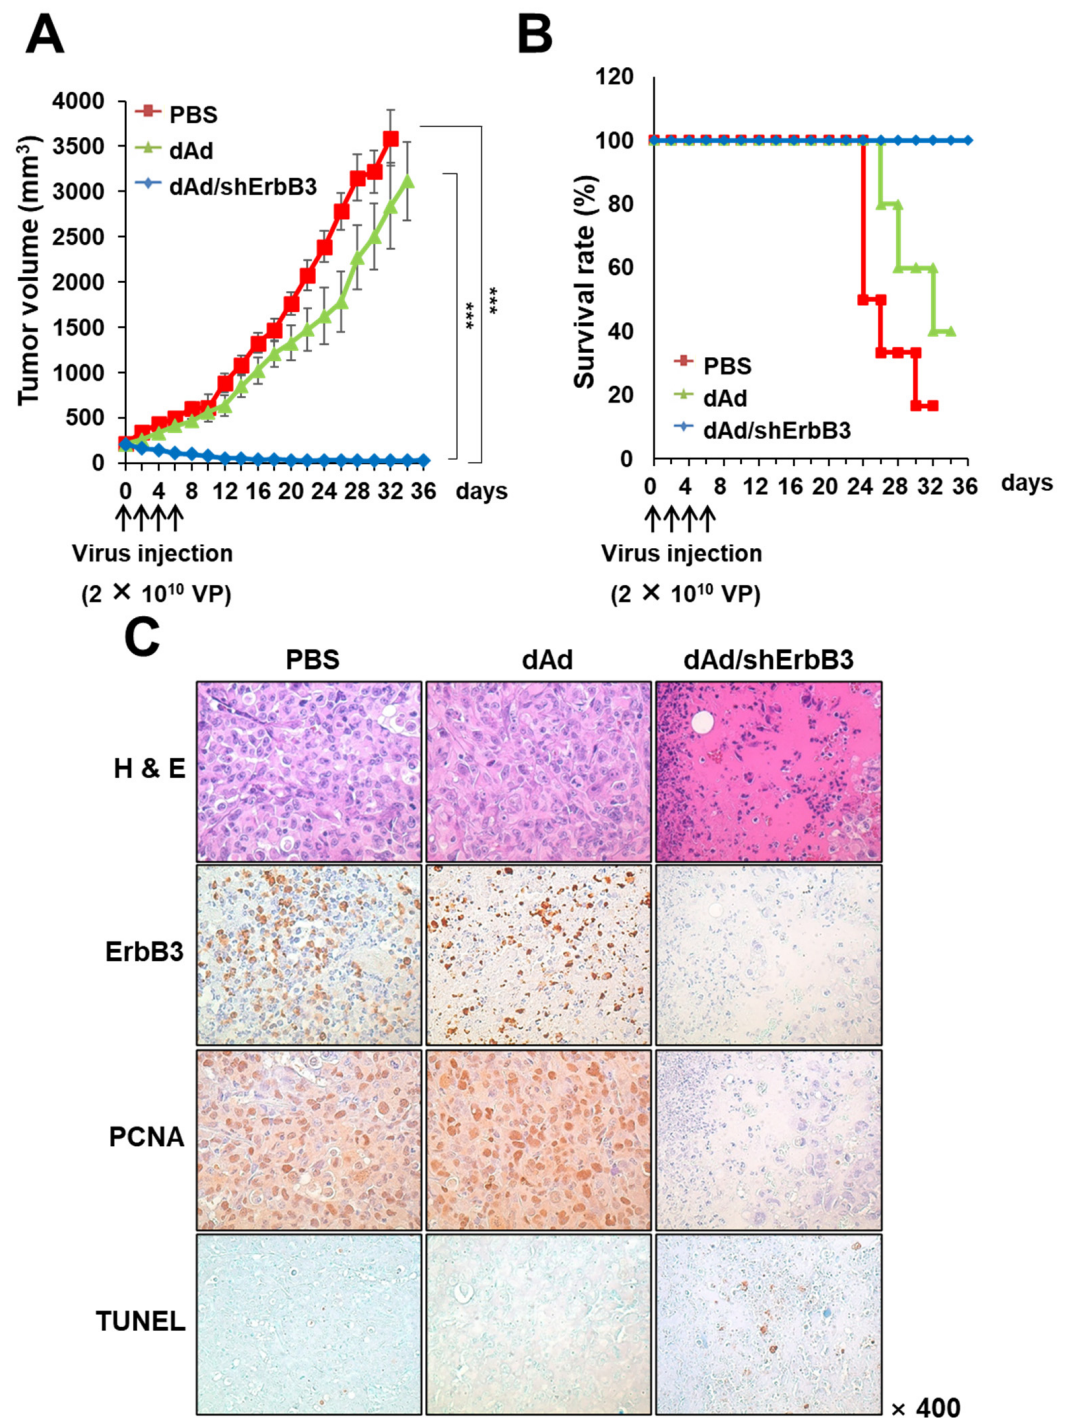 A
4000
3500
3000
2500
2000
1500
1000
500
0
Tumor volume (mm³)
PBS
dAd
dAd/shErbB3
***
***
0 4 8 12 16 20 24 28 32 36 days
Virus injection
(2 × 10¹⁰ VP)
B
120
100
80
60
40
20
0
Survival rate (%)
PBS
dAd
dAd/shErbB3
0 4 8 12 16 20 24 28 32 36 days
Virus injection
(2 × 10¹⁰ VP)
C
PBS dAd dAd/shErbB3
H & E
ErbB3
PCNA
TUNEL
× 400